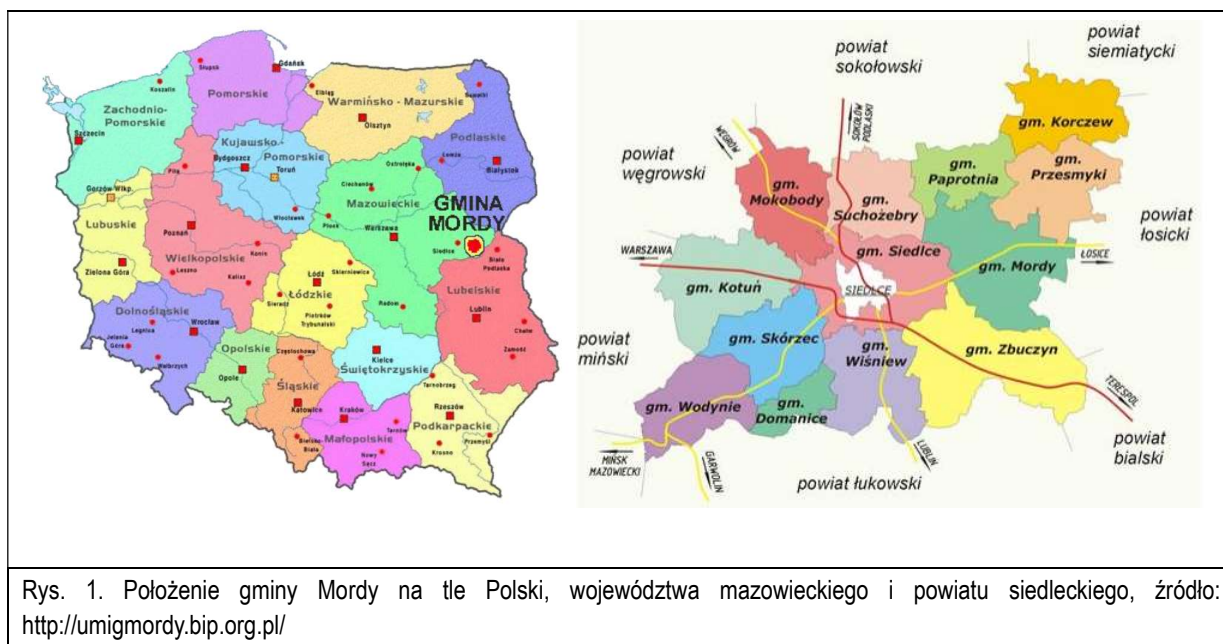 Słupsk
Gdańsk
Koszalin
Pomorskie
Elbląg
Suwałki
Zachodnio-
Pomorskie
Warmińsko - Mazurskie
Szczecin
Olsztyn
Podlaskie
Kujawsko-
Pomorskie
Bydgoszcz
Toruń
Piła
Ostrołęka
Łomża
Białystok
Gorzów Wlkp.
Ciechanów
Mazowieckie
Włocławek
Płock
GMINA
MORDY
Lubuskie
Poznań
Warszawa
Siedlce
Biała
Podlaska
Zielona Góra
Wielkopolskie
Konin
Leszno
Kalisz
Łódź
Skierniewice
Łódzkie
Sieradz
Piotrków
Trybunalski
Radom
Lubelskie
Lublin
Chełm
Zamość
Dolnośląskie
Legnica
Wrocław
Jelenia
Góra
Wałbrzych
Opolskie
Opole
Częstochowa
Kielce
Świętokrzyskie
Śląskie
Katowice
Tarnobrzeg
Rzeszów
Kraków
Tarnów
Podkarpackie
Przemyśl
Bielsko
Biała
Małopolskie
Nowy
Sącz
Krosno
powiat
siemiatycki
powiat
sokołowski
SOKOŁÓW
PODLASKI
WĘGRÓW
gm. Korczew
powiat
węgrowski
gm.
Mokobody
gm.
Suchożebry
gm.
Paprotnia
gm.
Przesmyki
powiat
łosicki
WARSZAWA
gm. Siedlce
ŁOSICE
gm. Mordy
gm. Kotuń
SIEDLCE
powiat
miński
gm. Skórzec
gm.
Wiśniew
gm. Zbuczyn
TERESPOL
gm. Wodynie
gm.
Domanice
powiat
bialski
MIŃSK
MAZOWIECKI
GARWOLIN
LUBLIN
powiat łukowski
Rys. 1. Położenie gminy Mordy na tle Polski, województwa mazowieckiego i powiatu siedleckiego, źródło:
http://umigmordy.bip.org.pl/